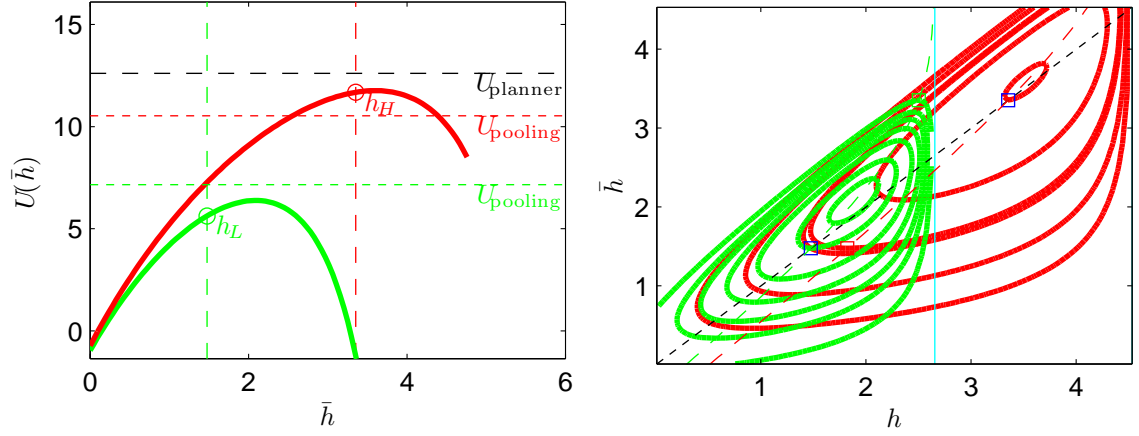 15
10
5
0
U(h̄)
U_planner
h_H
U_pooling
U_pooling
h_L
0 2 4 6
h̄
4
3
2
1
h̄
1 2 3 4
h